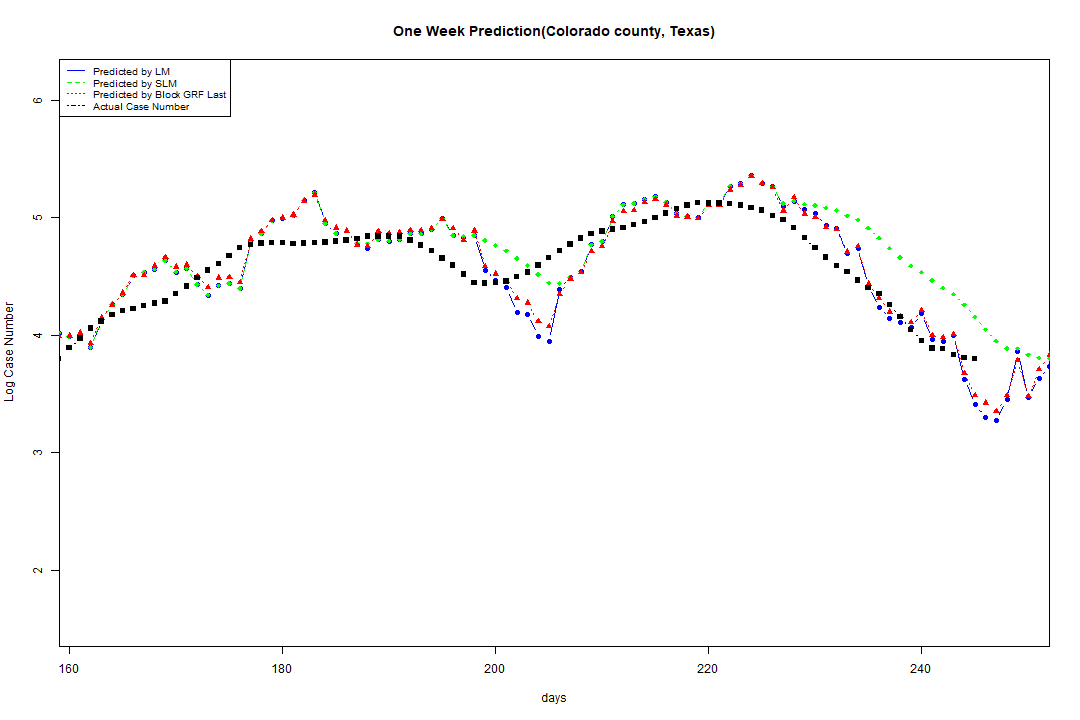 One Week Prediction(Colorado county, Texas)
Predicted by LM
Predicted by SLM
Predicted by Block GRF Last
Actual Case Number
6
5
4
3
2
Log Case Number
160 180 200 220 240
days